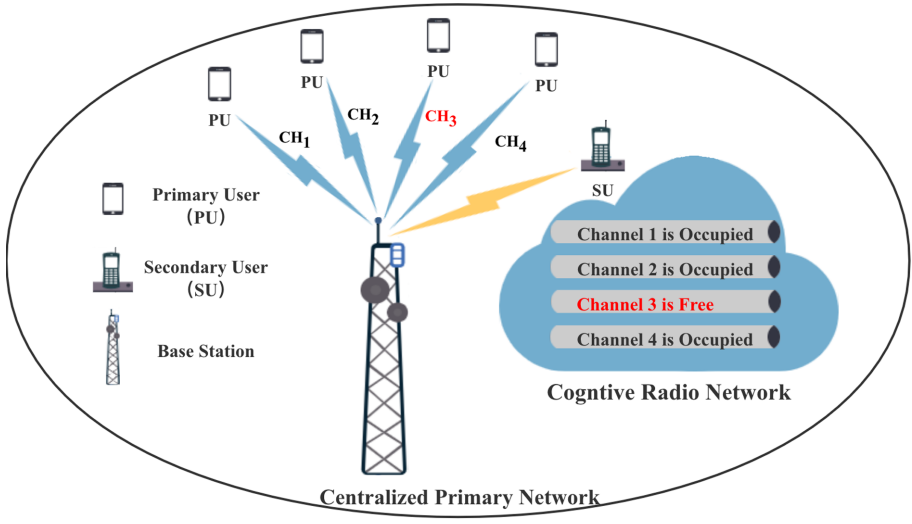 PU
PU
PU
PU
CH1
CH2
CH3
CH4
SU
Primary User
(PU)
Secondary User
(SU)
Base Station
Channel 1 is Occupied
Channel 2 is Occupied
Channel 3 is Free
Channel 4 is Occupied
Cogntive Radio Network
Centralized Primary Network